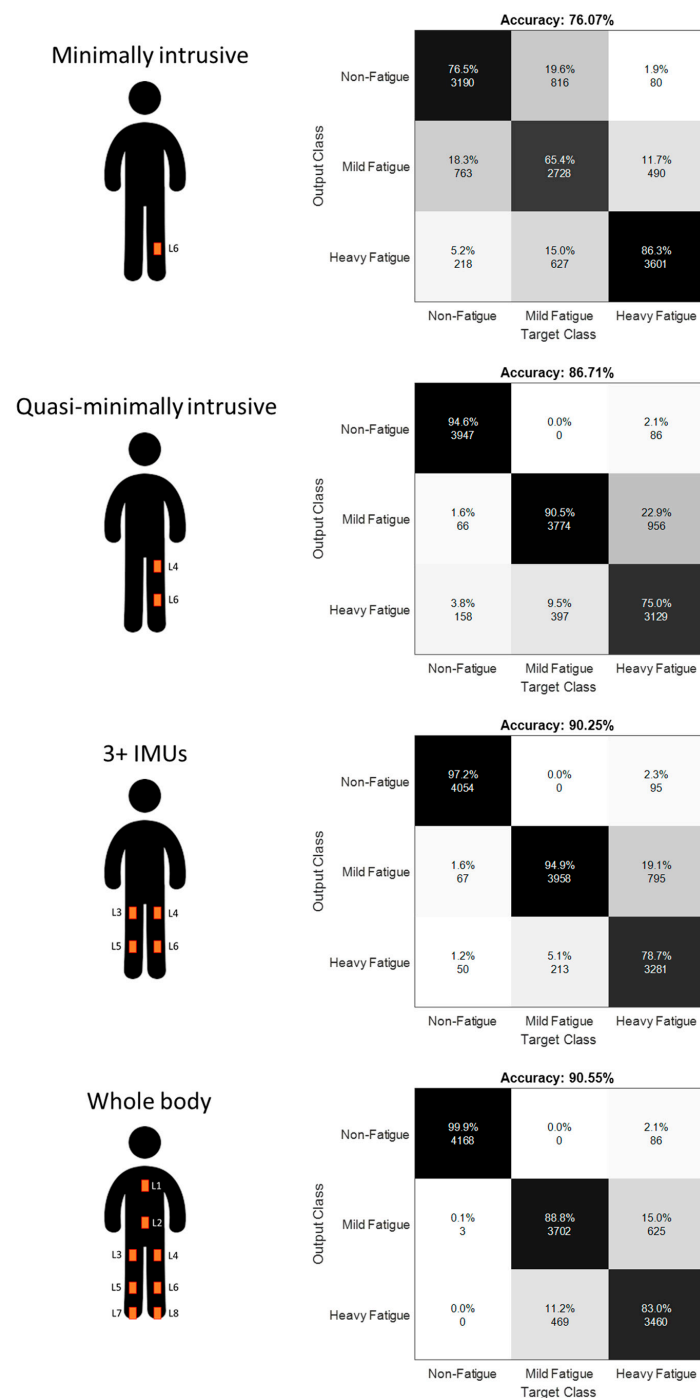 Minimally intrusive
L6
Accuracy: 76.07%
Output Class
Non-Fatigue
76.5%
3190
19.6%
816
1.9%
80
Mild Fatigue
18.3%
763
65.4%
2728
11.7%
490
Heavy Fatigue
5.2%
218
15.0%
627
86.3%
3601
Non-Fatigue
Mild Fatigue
Heavy Fatigue
Target Class
Quasi-minimally intrusive
L4
L6
Accuracy: 86.71%
Output Class
Non-Fatigue
94.6%
3947
0.0%
0
2.1%
86
Mild Fatigue
1.6%
66
90.5%
3774
22.9%
956
Heavy Fatigue
3.8%
158
9.5%
397
75.0%
3129
Non-Fatigue
Mild Fatigue
Heavy Fatigue
Target Class
3+ IMUs
L3
L4
L5
L6
Accuracy: 90.25%
Output Class
Non-Fatigue
97.2%
4054
0.0%
0
2.3%
95
Mild Fatigue
1.6%
67
94.9%
3958
19.1%
795
Heavy Fatigue
1.2%
50
5.1%
213
78.7%
3281
Non-Fatigue
Mild Fatigue
Heavy Fatigue
Target Class
Whole body
L1
L2
L3
L4
L5
L6
L7
L8
Accuracy: 90.55%
Output Class
Non-Fatigue
99.9%
4168
0.0%
0
2.1%
86
Mild Fatigue
0.1%
3
88.8%
3702
15.0%
625
Heavy Fatigue
0.0%
0
11.2%
469
83.0%
3460
Non-Fatigue
Mild Fatigue
Heavy Fatigue
Target Class